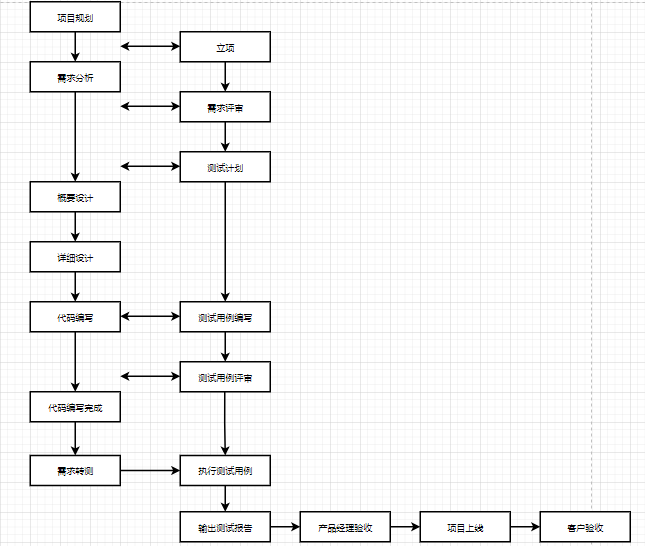 项目规划
立项
需求分析
需求评审
测试计划
概要设计
详细设计
代码编写
测试用例编写
测试用例评审
代码编写完成
需求转测
执行测试用例
输出测试报告
产品经理验收
项目上线
客户验收